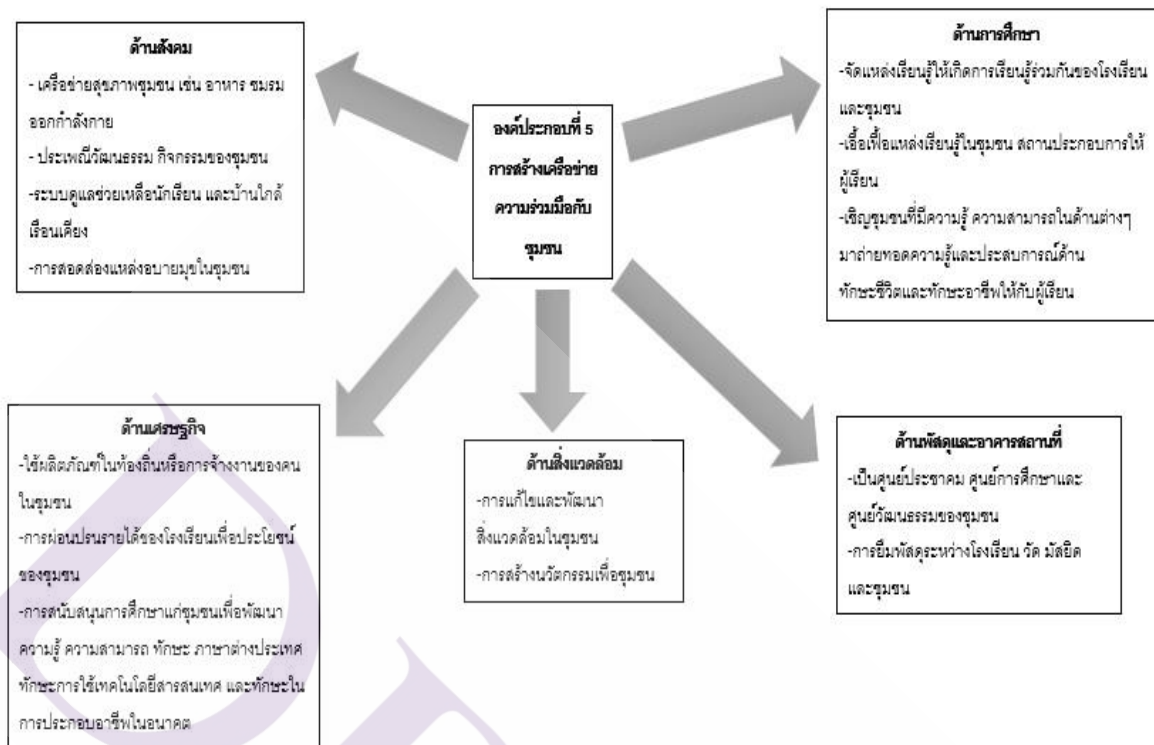 ด้านสังคม
- เครือข่ายสุขภาพชุมชน เช่น อาหาร ชมรม
ออกกำลังกาย
- ประเพณีวัฒนธรรม กิจกรรมของชุมชน
-ระบบดูแลช่วยเหลือนักเรียน และบ้านใกล้
เรือนเคียง
-การสอดส่องแหล่งอบายมุขในชุมชน
องค์ประกอบที่ 5
การสร้างเครือข่าย
ความร่วมมือกับ
ชุมชน
ด้านการศึกษา
-จัดแหล่งเรียนรู้ให้เกิดการเรียนรู้ร่วมกันของโรงเรียน
และชุมชน
-เอื้อเฟื้อแหล่งเรียนรู้ในชุมชน สถานประกอบการให้
ผู้เรียน
-เชิญชุมชนที่มีความรู้ ความสามารถในด้านต่างๆ
มาถ่ายทอดความรู้และประสบการณ์ด้าน
ทักษะชีวิตและทักษะอาชีพให้กับผู้เรียน
ด้านเศรษฐกิจ
-ใช้ผลิตภัณฑ์ในท้องถิ่นหรือการจ้างงานของคน
ในชุมชน
-การผ่อนปรนรายได้ของโรงเรียนเพื่อประโยชน์
ของชุมชน
-การสนับสนุนการศึกษาแก่ชุมชนเพื่อพัฒนา
ความรู้ ความสามารถ ทักษะ ภาษาต่างประเทศ
ทักษะการใช้เทคโนโลยีสารสนเทศ และทักษะใน
การประกอบอาชีพในอนาคต
ด้านสิ่งแวดล้อม
-การแก้ไขและพัฒนา
สิ่งแวดล้อมในชุมชน
-การสร้างนวัตกรรมเพื่อชุมชน
ด้านพัสดุและอาคารสถานที่
-เป็นศูนย์ประชาคม ศูนย์การศึกษาและ
ศูนย์วัฒนธรรมของชุมชน
-การยืมพัสดุระหว่างโรงเรียน วัด มัสยิด
และชุมชน